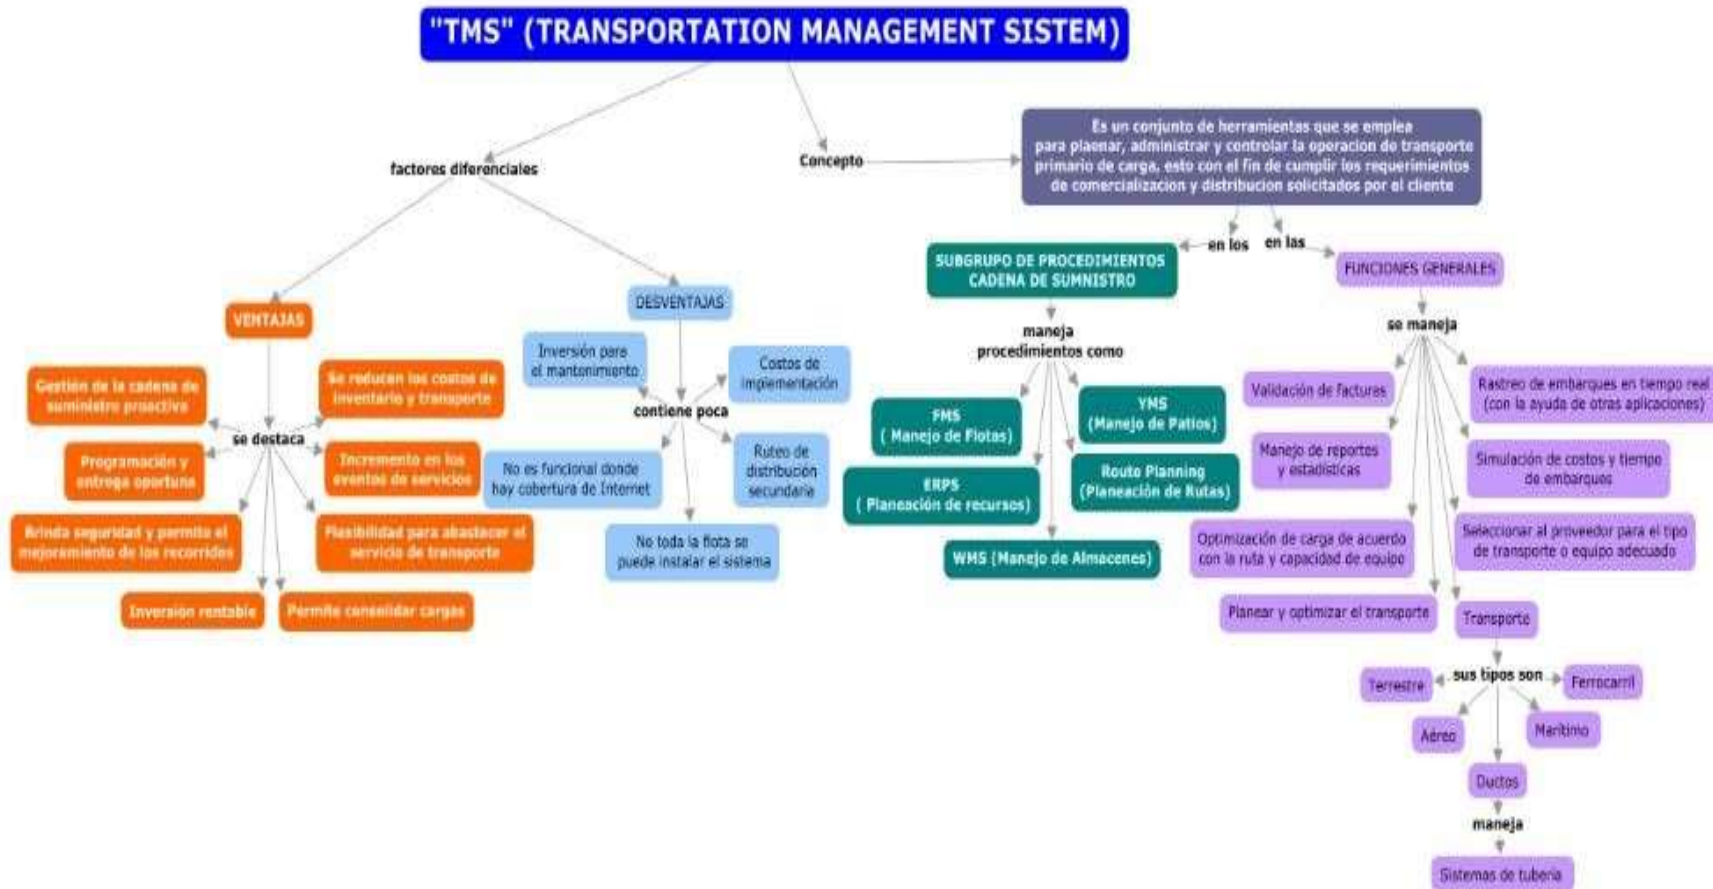 "TMS" (TRANSPORTATION MANAGEMENT SISTEM)
factores diferenciales
Concepto
Es un conjunto de herramientas que se emplea
para plaenar, administrar y controlar la operacion de transporte
primario de carga, esto con el fin de cumplir los requerimientos
de comercializacion y distribucion solicitados por el cliente
VENTAJAS
se destaca
Gestión de la cadena de
suministro proactiva
Se reducen los costos de
inventario y transporte
Programación y
entrega oportuna
Incremento en los
eventos de servicios
Brinda seguridad y permite el
mejoramiento de los recorridos
Flexibilidad para abastecer el
servicio de transporte
Inversión rentable
Permite consolidar cargas
DESVENTAJAS
contiene poca
Inversión para
el mantenimiento
Costos de
implementación
No es funcional donde
hay cobertura de Internet
Ruteo de
distribución
secundaria
No toda la flota se
puede instalar el sistema
en los
en las
SUBGRUPO DE PROCEDIMIENTOS
CADENA DE SUMNISTRO
maneja
procedimientos como
FMS
( Manejo de Flotas)
YMS
(Manejo de Patios)
ERPS
( Planeación de recursos)
Route Planning
(Planeación de Rutas)
WMS (Manejo de Almacenes)
FUNCIONES GENERALES
se maneja
Validación de facturas
Rastreo de embarques en tiempo real
(con la ayuda de otras aplicaciones)
Manejo de reportes
y estadísticas
Simulación de costos y tiempo
de embarques
Optimización de carga de acuerdo
con la ruta y capacidad de equipo
Seleccionar al proveedor para el tipo
de transporte o equipo adecuado
Planear y optimizar el transporte
Transporte
sus tipos son
Terrestre
Ferrocarril
Aéreo
Marítimo
Ductos
maneja
Sistemas de tuberia